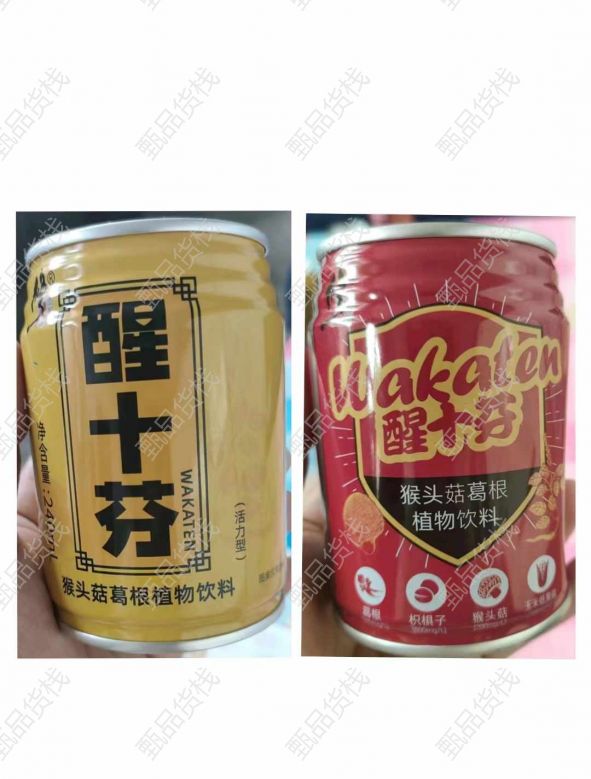 醒十芬
WAKATEN
(活力型)
净含量:240mL
猴头菇葛根植物饮料
Wakaten
醒十芬
猴头菇葛根
植物饮料
葛根
枳椇子
猴头菇
甄品货栈